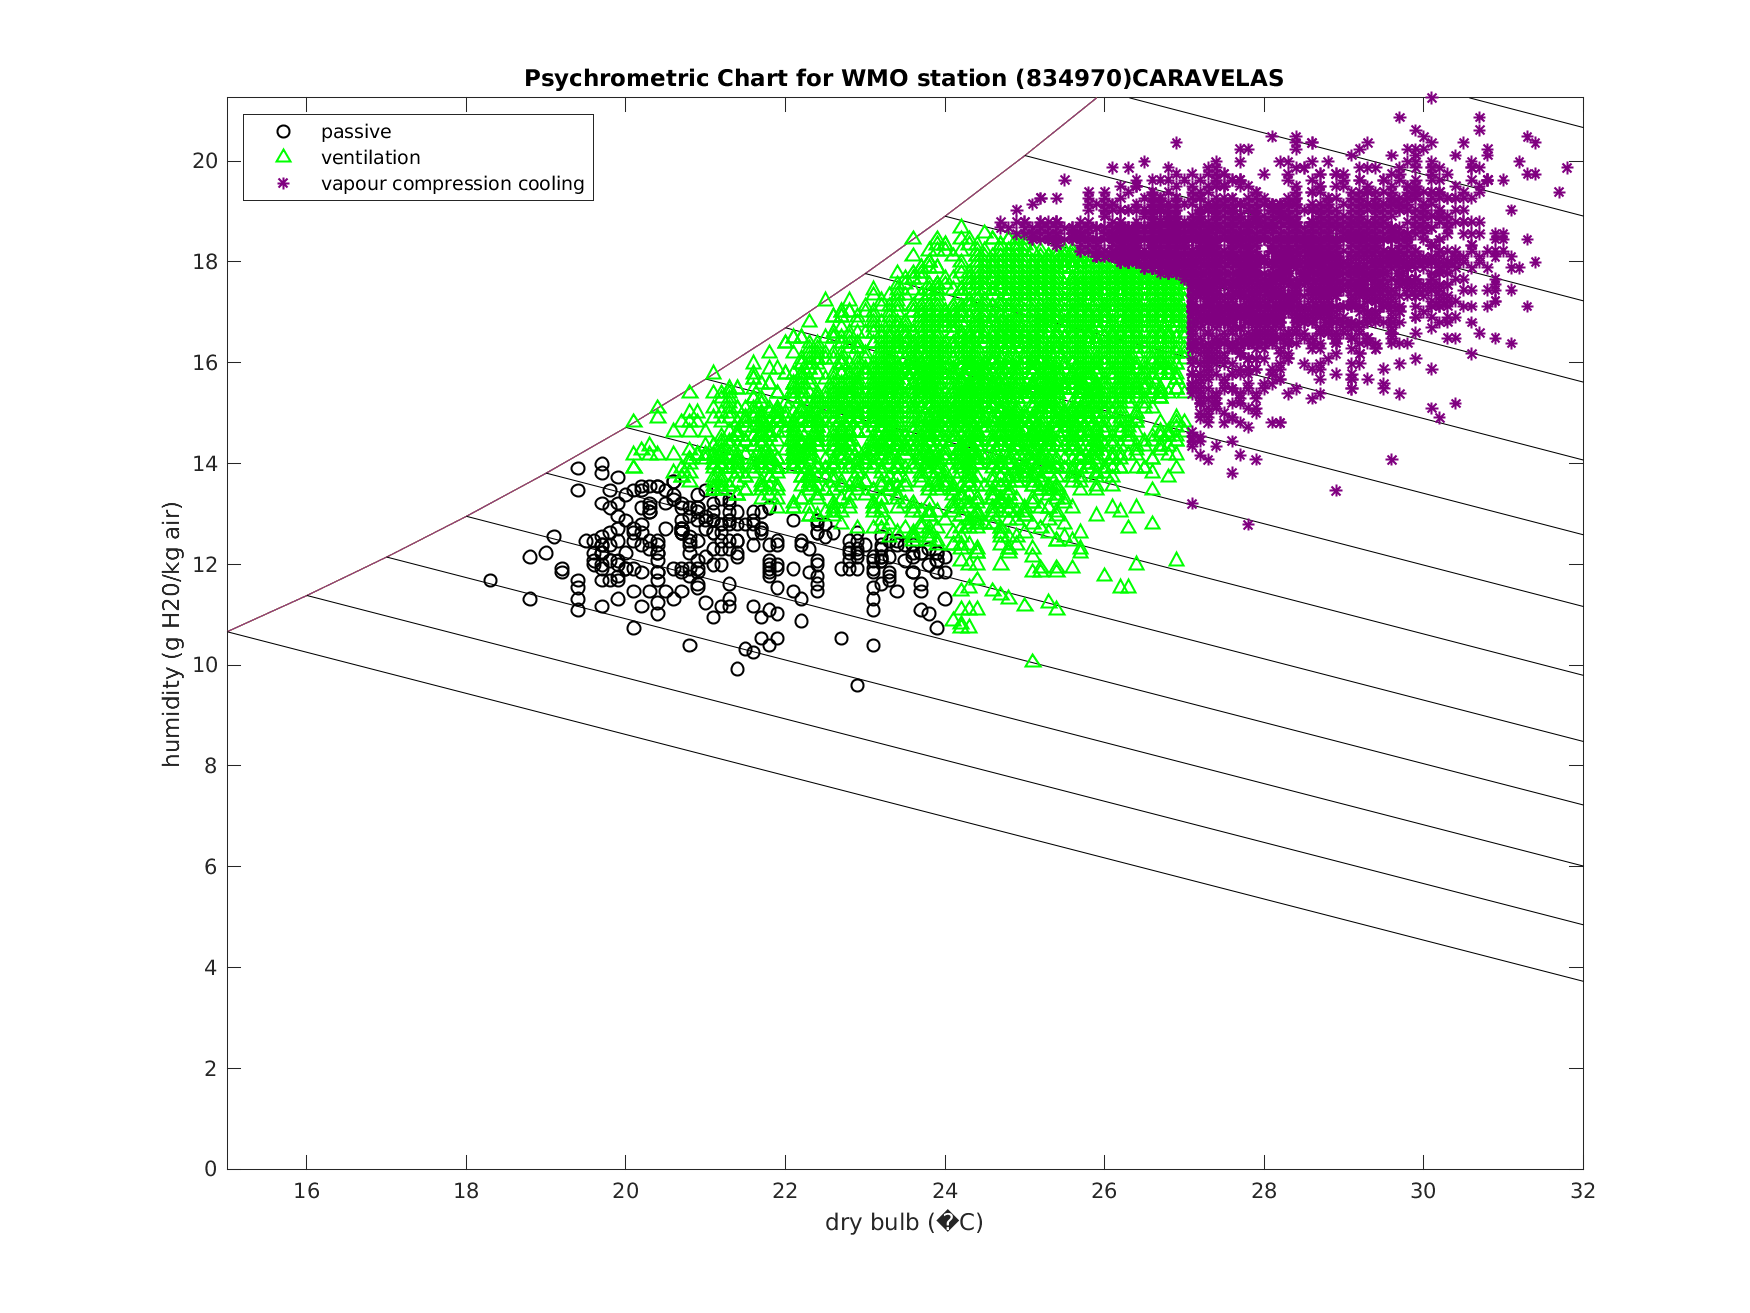 Psychrometric Chart for WMO station (834970)CARAVELAS
passive
ventilation
vapour compression cooling
20
18
16
14
12
10
8
6
4
2
0
humidity (g H20/kg air)
16 18 20 22 24 26 28 30 32
dry bulb (�C)